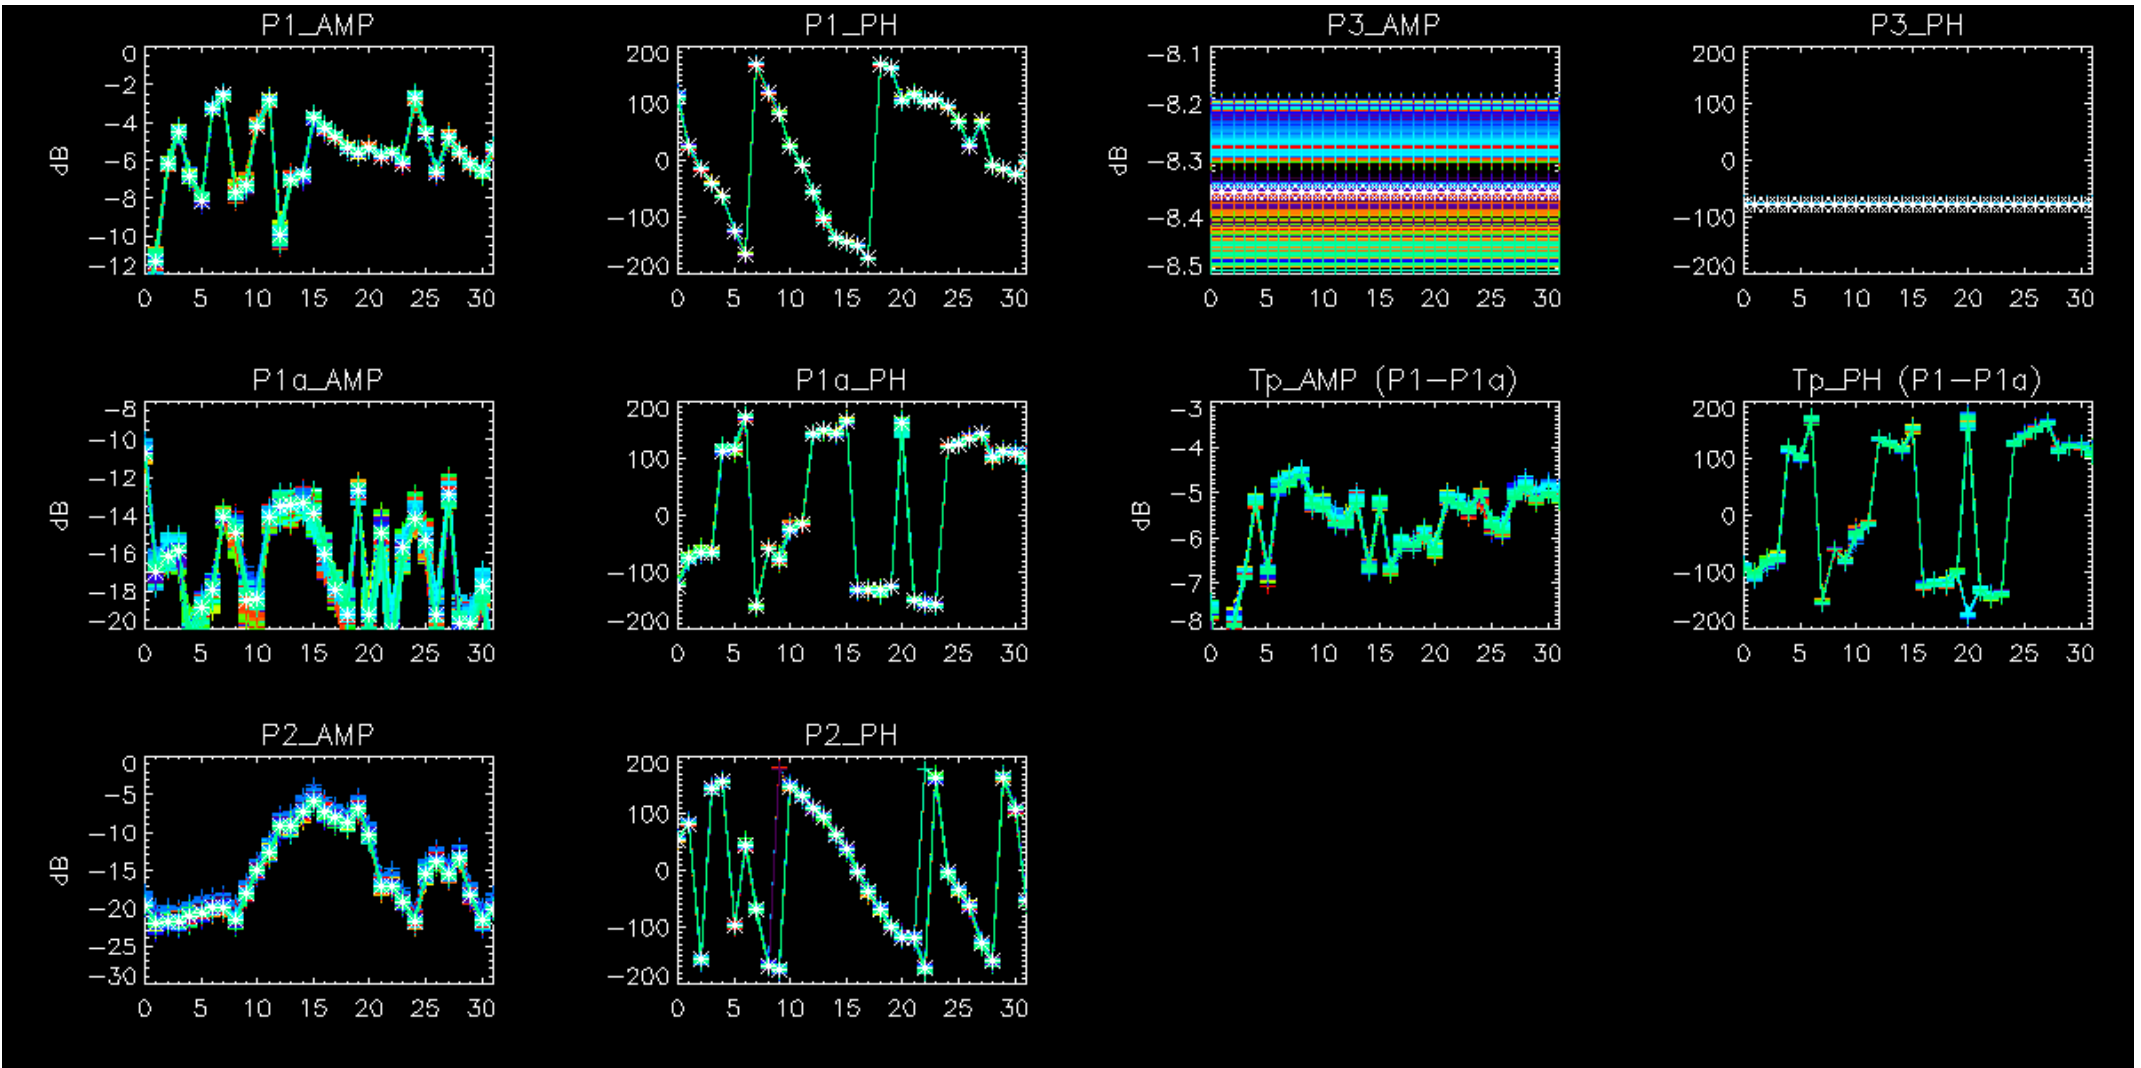 P1_AMP
P1_PH
P3_AMP
P3_PH
0
-2
-4
-6
-8
-10
-12
dB
0 5 10 15 20 25 30
200
100
0
-100
-200
0 5 10 15 20 25 30
-8.1
-8.2
-8.3
-8.4
-8.5
dB
0 5 10 15 20 25 30
200
100
0
-100
-200
0 5 10 15 20 25 30
P1a_AMP
P1a_PH
Tp_AMP (P1-P1a)
Tp_PH (P1-P1a)
-8
-10
-12
-14
-16
-18
-20
dB
0 5 10 15 20 25 30
200
100
0
-100
-200
0 5 10 15 20 25 30
-3
-4
-5
-6
-7
-8
dB
0 5 10 15 20 25 30
200
100
0
-100
-200
0 5 10 15 20 25 30
P2_AMP
P2_PH
0
-5
-10
-15
-20
-25
-30
dB
0 5 10 15 20 25 30
200
100
0
-100
-200
0 5 10 15 20 25 30